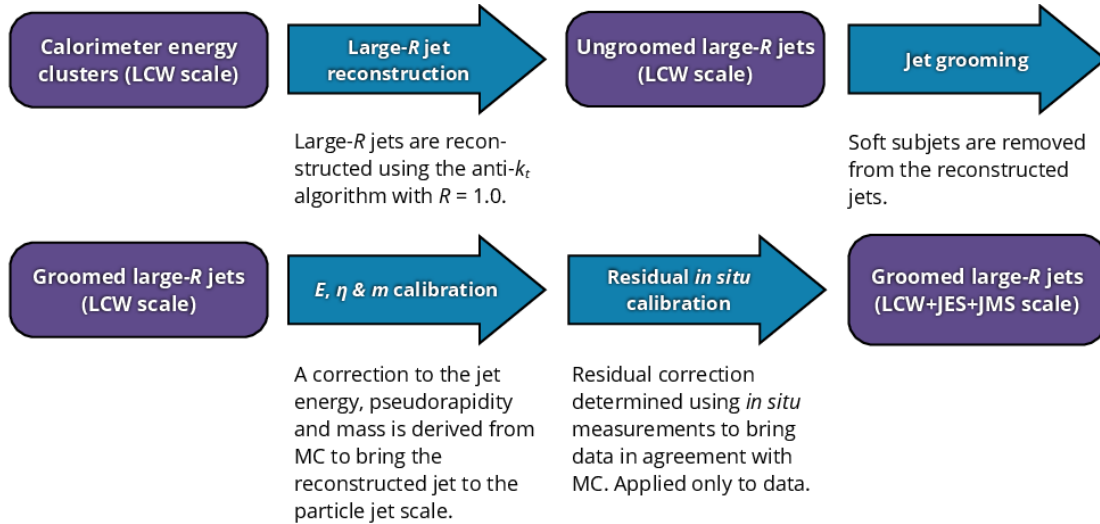 Calorimeter energy
clusters (LCW scale)
Large-R jet
reconstruction
Ungroomed large-R jets
(LCW scale)
Jet grooming
Large-R jets are recon-
structed using the anti-kt
algorithm with R = 1.0.
Soft subjets are removed
from the reconstructed
jets.
Groomed large-R jets
(LCW scale)
E, η & m calibration
Residual in situ
calibration
Groomed large-R jets
(LCW+JES+JMS scale)
A correction to the jet
energy, pseudorapidity
and mass is derived from
MC to bring the
reconstructed jet to the
particle jet scale.
Residual correction
determined using in situ
measurements to bring
data in agreement with
MC. Applied only to data.